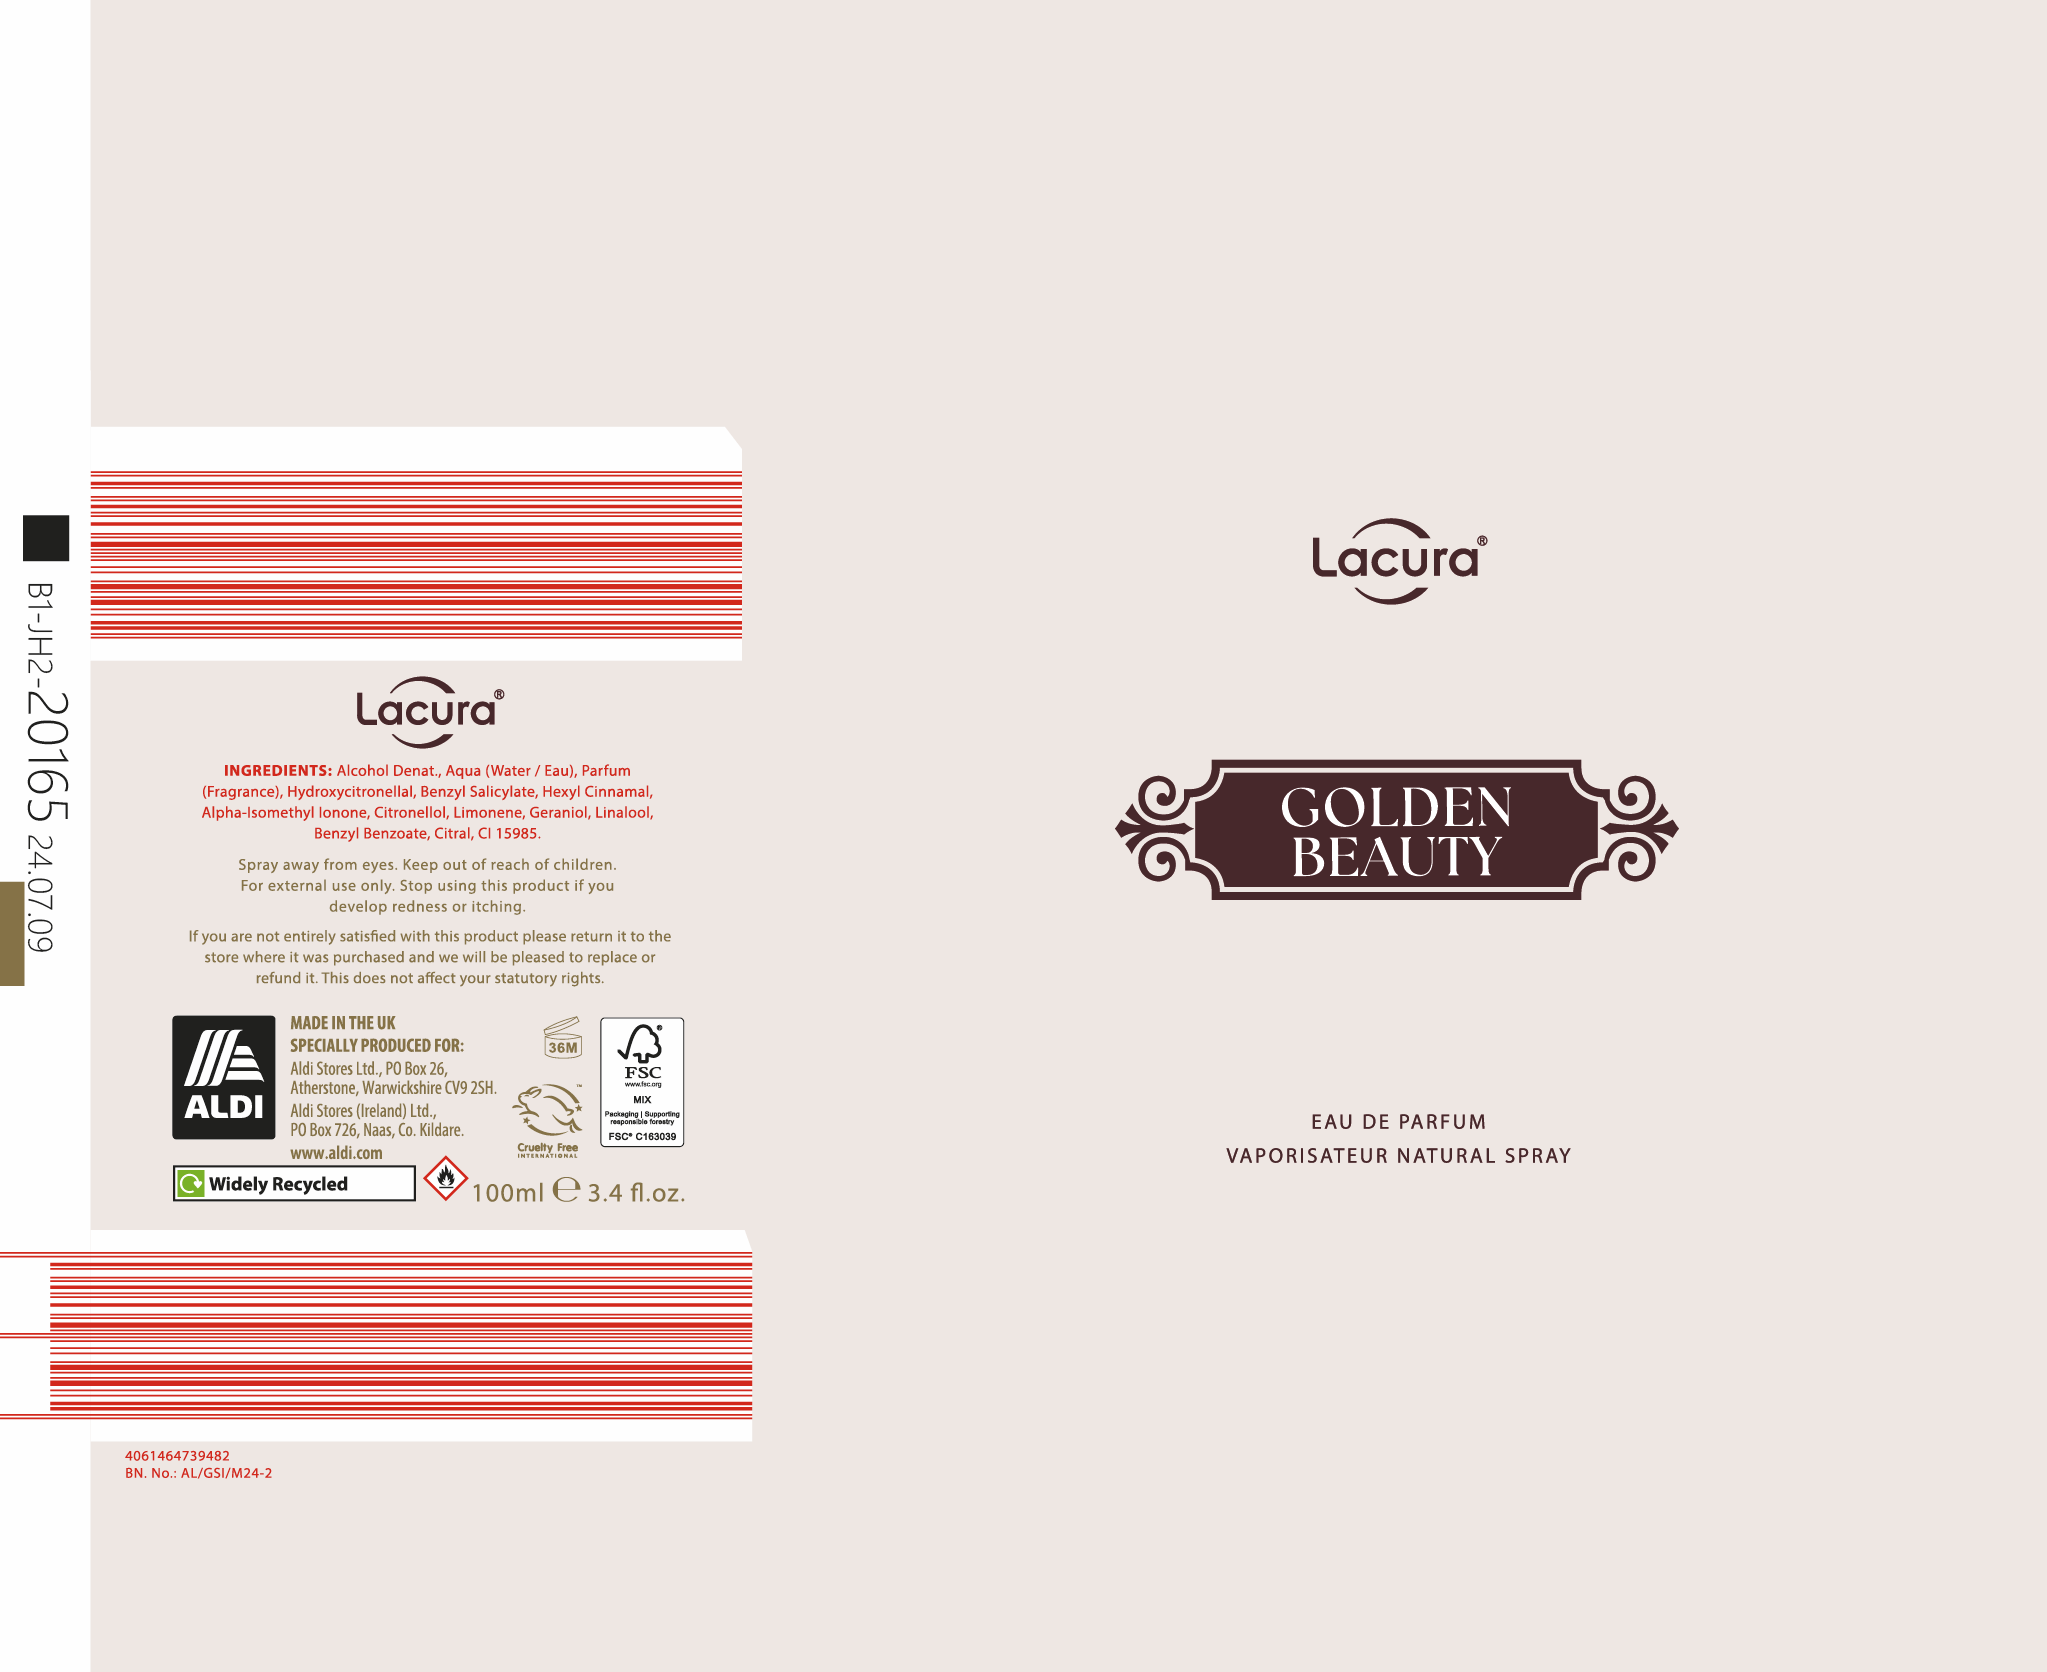 B1-JH2-20165 24.07.09
Lacura®
INGREDIENTS: Alcohol Denat., Aqua (Water / Eau), Parfum
(Fragrance), Hydroxycitronellal, Benzyl Salicylate, Hexyl Cinnamal,
Alpha-Isomethyl Ionone, Citronellol, Limonene, Geraniol, Linalool,
Benzyl Benzoate, Citral, CI 15985.
Spray away from eyes. Keep out of reach of children.
For external use only. Stop using this product if you
develop redness or itching.
If you are not entirely satisfied with this product please return it to the
store where it was purchased and we will be pleased to replace or
refund it. This does not affect your statutory rights.
ALDI
MADE IN THE UK
SPECIALLY PRODUCED FOR:
Aldi Stores Ltd., PO Box 26,
Atherstone, Warwickshire CV9 2SH.
Aldi Stores (Ireland) Ltd.,
PO Box 726, Naas, Co. Kildare.
www.aldi.com
36M
™
Cruelty Free
INTERNATIONAL
®
FSC
www.fsc.org
MIX
Packaging | Supporting
responsible forestry
FSC® C163039
Widely Recycled
100ml ℮ 3.4 fl.oz.
4061464739482
BN. No.: AL/GSI/M24-2
Lacura®
GOLDEN
BEAUTY
EAU DE PARFUM
VAPORISATEUR NATURAL SPRAY